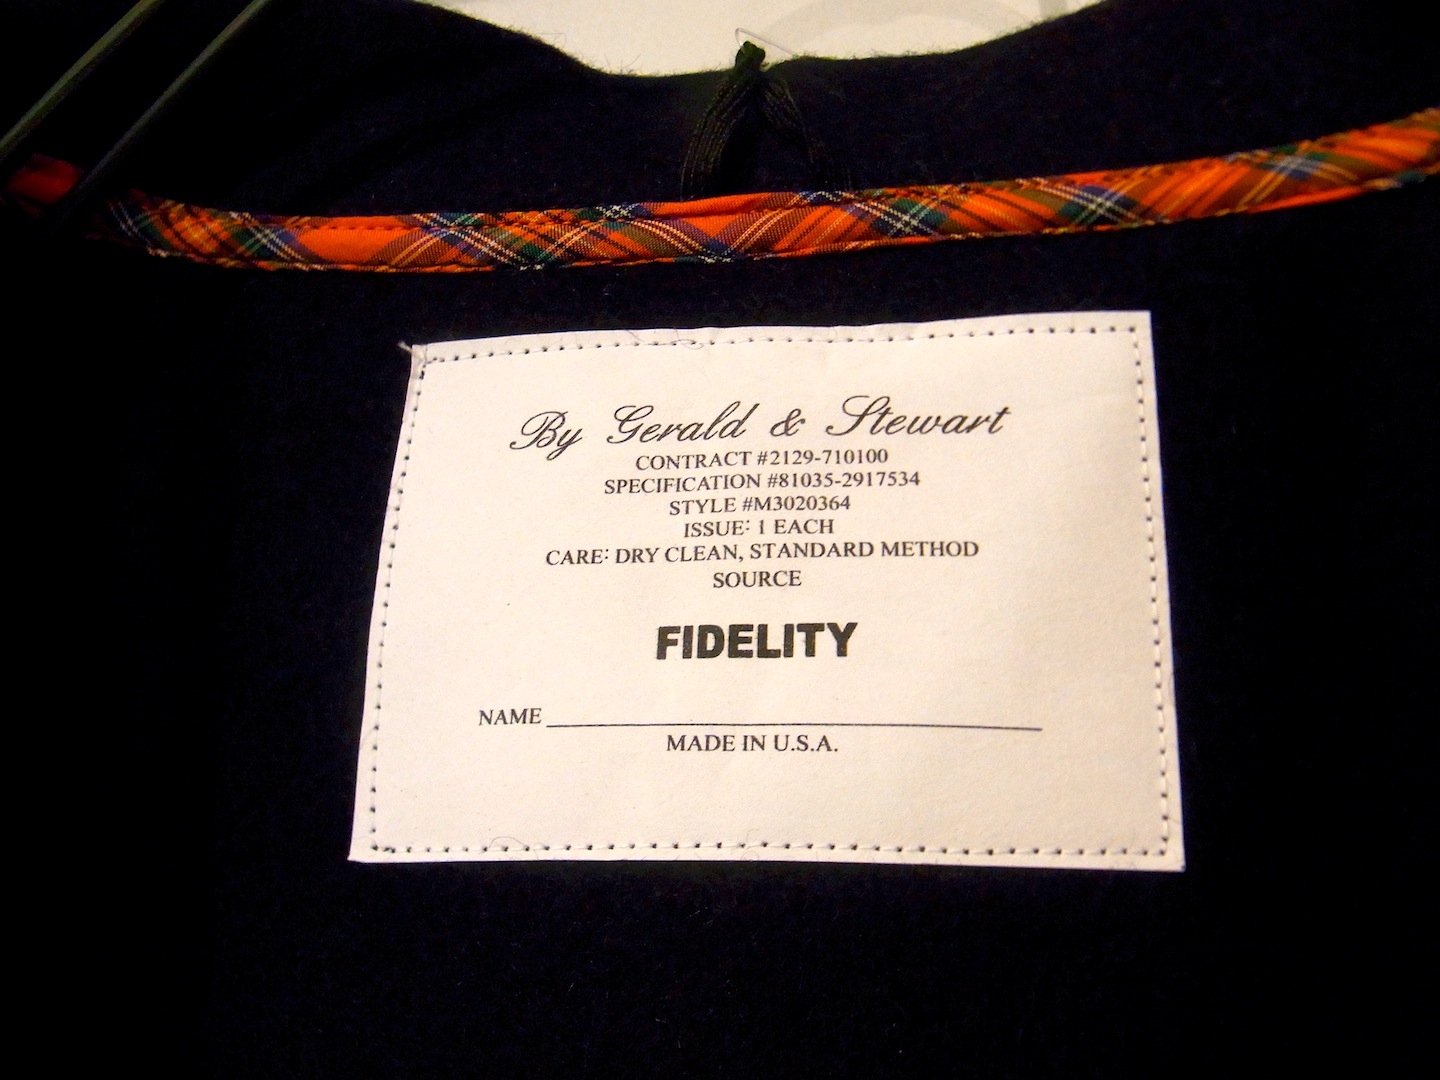 By Gerald & Stewart
CONTRACT #2129-710100
SPECIFICATION #81035-2917534
STYLE #M3020364
ISSUE: 1 EACH
CARE: DRY CLEAN, STANDARD METHOD
SOURCE
FIDELITY
NAME
MADE IN U.S.A.